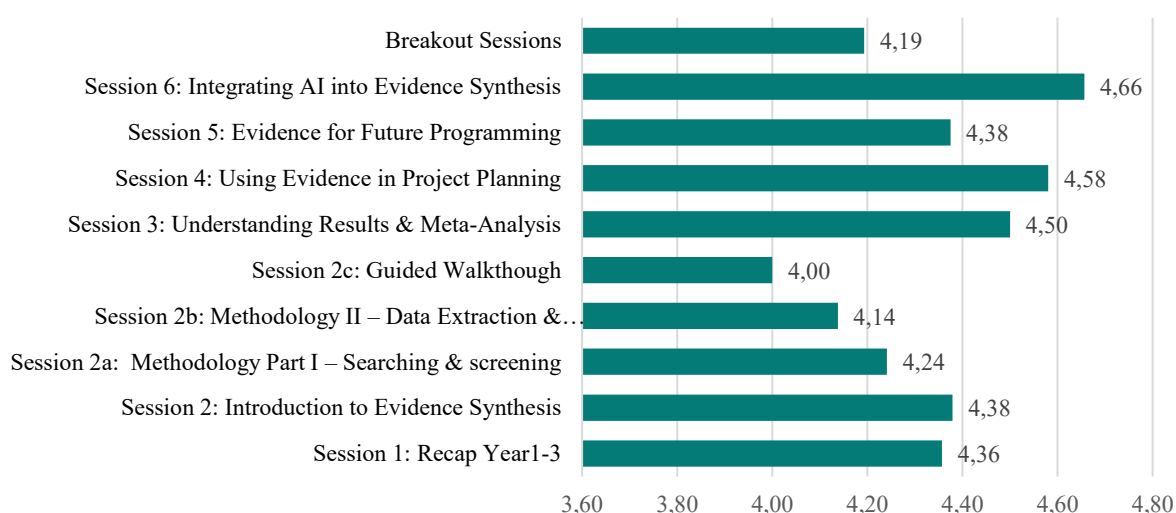 Breakout Sessions 4,19
Session 6: Integrating AI into Evidence Synthesis 4,66
Session 5: Evidence for Future Programming 4,38
Session 4: Using Evidence in Project Planning 4,58
Session 3: Understanding Results & Meta-Analysis 4,50
Session 2c: Guided Walkthough 4,00
Session 2b: Methodology II – Data Extraction &… 4,14
Session 2a:  Methodology Part I – Searching & screening 4,24
Session 2: Introduction to Evidence Synthesis 4,38
Session 1: Recap Year1-3 4,36
3,60 3,80 4,00 4,20 4,40 4,60 4,80